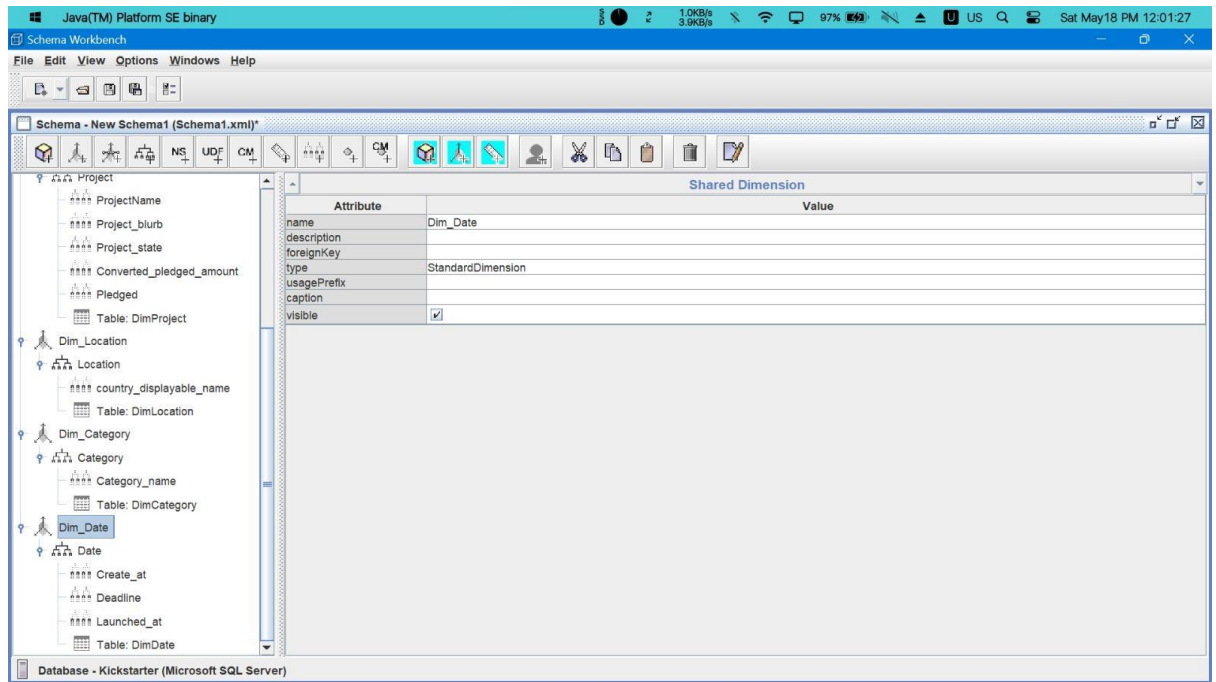 Java(TM) Platform SE binary
S
D
1.0KB/s
3.9KB/s
97%
U US
Sat May18 PM 12:01:27
Schema Workbench
File Edit View Options Windows Help
Schema - New Schema1 (Schema1.xml)*
NS UDF CM CM
Project
ProjectName
Project_blurb
Project_state
Converted_pledged_amount
Pledged
Table: DimProject
Dim_Location
Location
country_displayable_name
Table: DimLocation
Dim_Category
Category
Category_name
Table: DimCategory
Dim_Date
Date
Create_at
Deadline
Launched_at
Table: DimDate
Shared Dimension
Attribute Value
name Dim_Date
description
foreignKey
type StandardDimension
usagePrefix
caption
visible
Database - Kickstarter (Microsoft SQL Server)